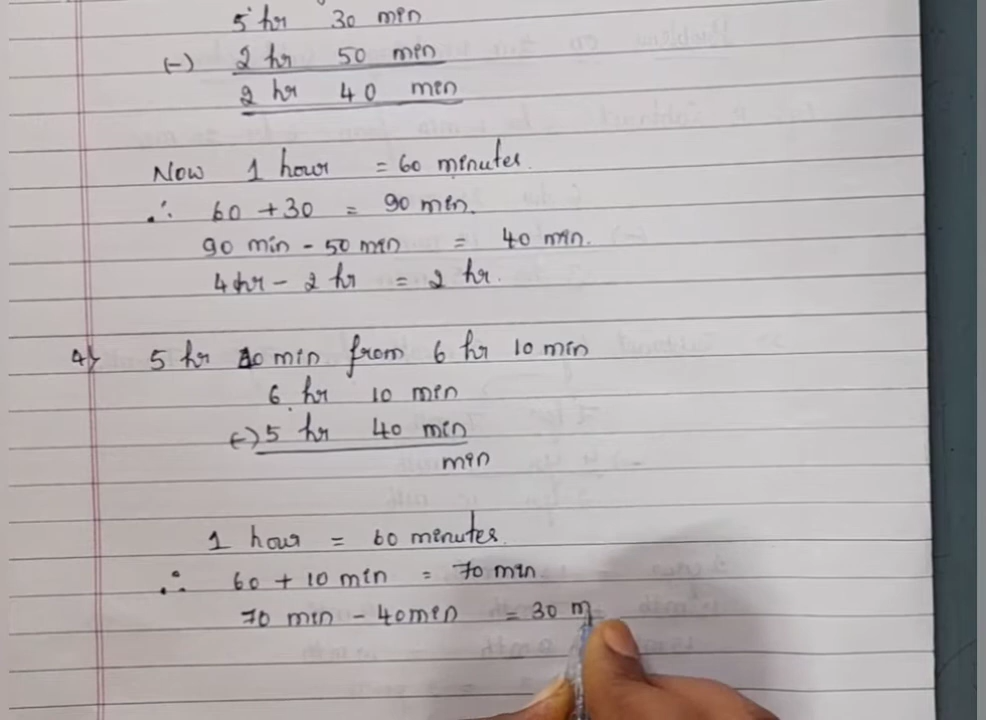 5 hr 30 min
(-) 2 hr 50 min
2 hr 40 min
Now 1 hour = 60 minutes.
∴ 60 + 30 = 90 min.
90 min - 50 min = 40 min.
4 hr - 2 hr = 2 hr.
4) 5 hr 40 min from 6 hr 10 min
6 hr 10 min
(-) 5 hr 40 min
min
1 hour = 60 minutes.
∴ 60 + 10 min = 70 min
70 min - 40 min = 30 m